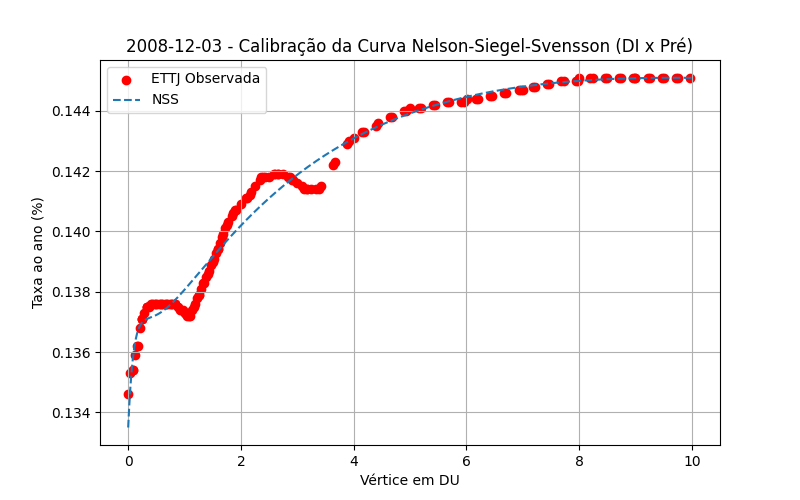 2008-12-03 - Calibração da Curva Nelson-Siegel-Svensson (DI x Pré)
ETTJ Observada
NSS
Taxa ao ano (%)
0.144
0.142
0.140
0.138
0.136
0.134
0 2 4 6 8 10
Vértice em DU